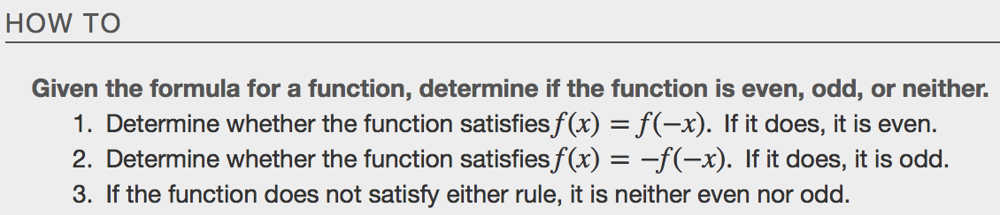 HOW TO
Given the formula for a function, determine if the function is even, odd, or neither.
1. Determine whether the function satisfies f(x) = f(−x). If it does, it is even.
2. Determine whether the function satisfies f(x) = −f(−x). If it does, it is odd.
3. If the function does not satisfy either rule, it is neither even nor odd.